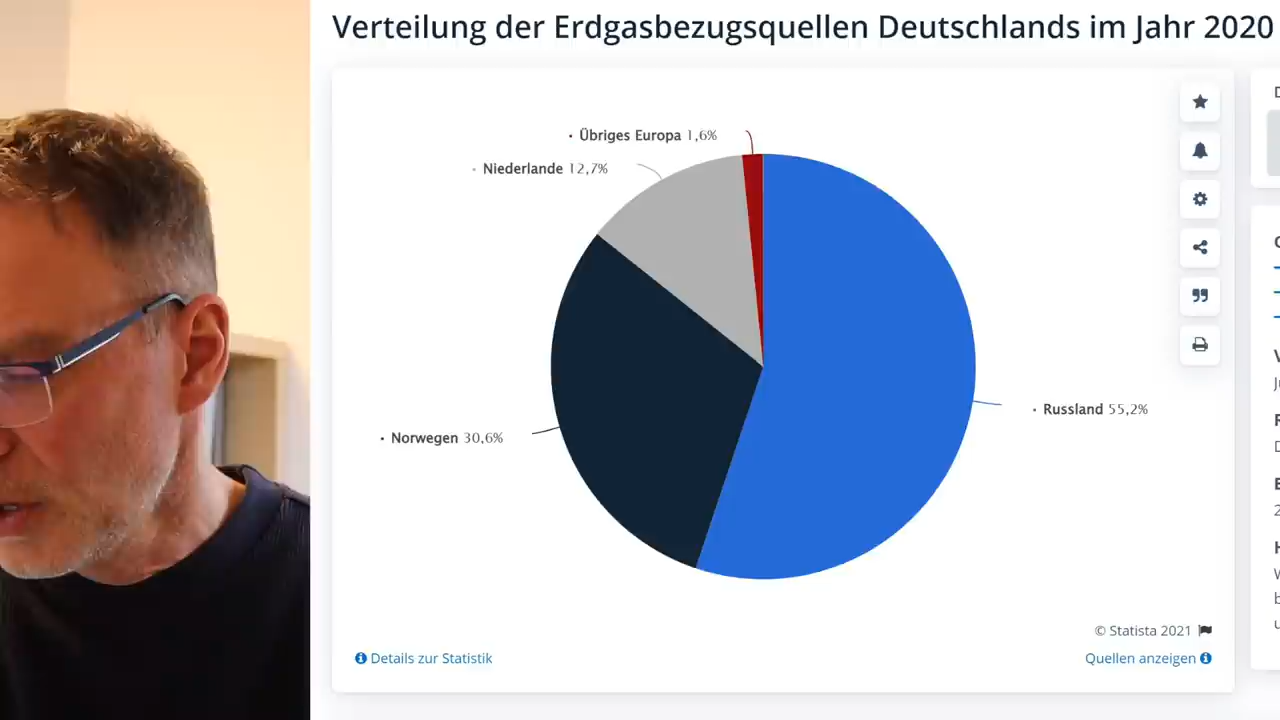 Verteilung der Erdgasbezugsquellen Deutschlands im Jahr 2020
Übriges Europa 1,6%
Niederlande 12,7%
Russland 55,2%
Norwegen 30,6%
© Statista 2021
Details zur Statistik
Quellen anzeigen